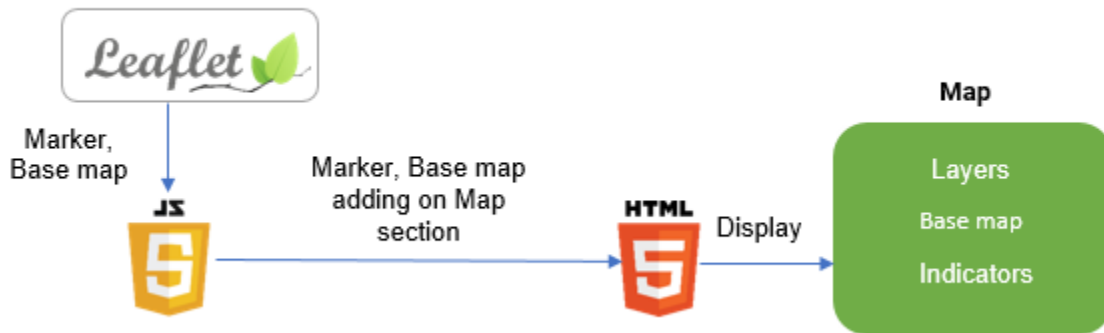 Leaflet
Marker,
Base map
JS
Marker, Base map
adding on Map
section
HTML
5
Display
Map
Layers
Base map
Indicators